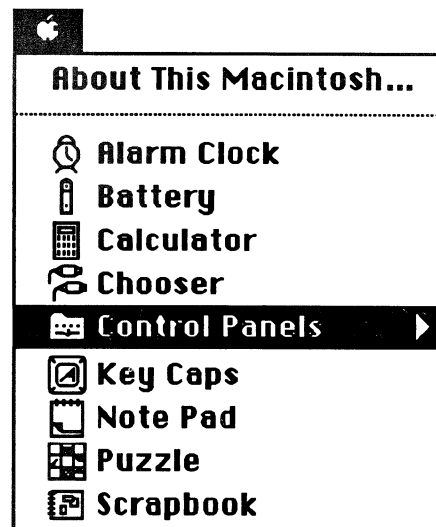 About This Macintosh...
Alarm Clock
Battery
Calculator
Chooser
Control Panels
Key Caps
Note Pad
Puzzle
Scrapbook